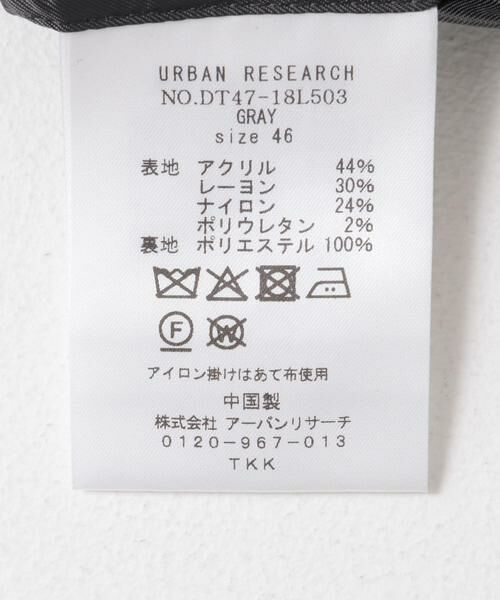 URBAN RESEARCH
NO.DT47-18L503
GRAY
size 46
表地 アクリル 44%
レーヨン 30%
ナイロン 24%
ポリウレタン 2%
裏地 ポリエステル 100%
F W
アイロン掛けはあて布使用
中国製
株式会社 アーバンリサーチ
0120-967-013
TKK